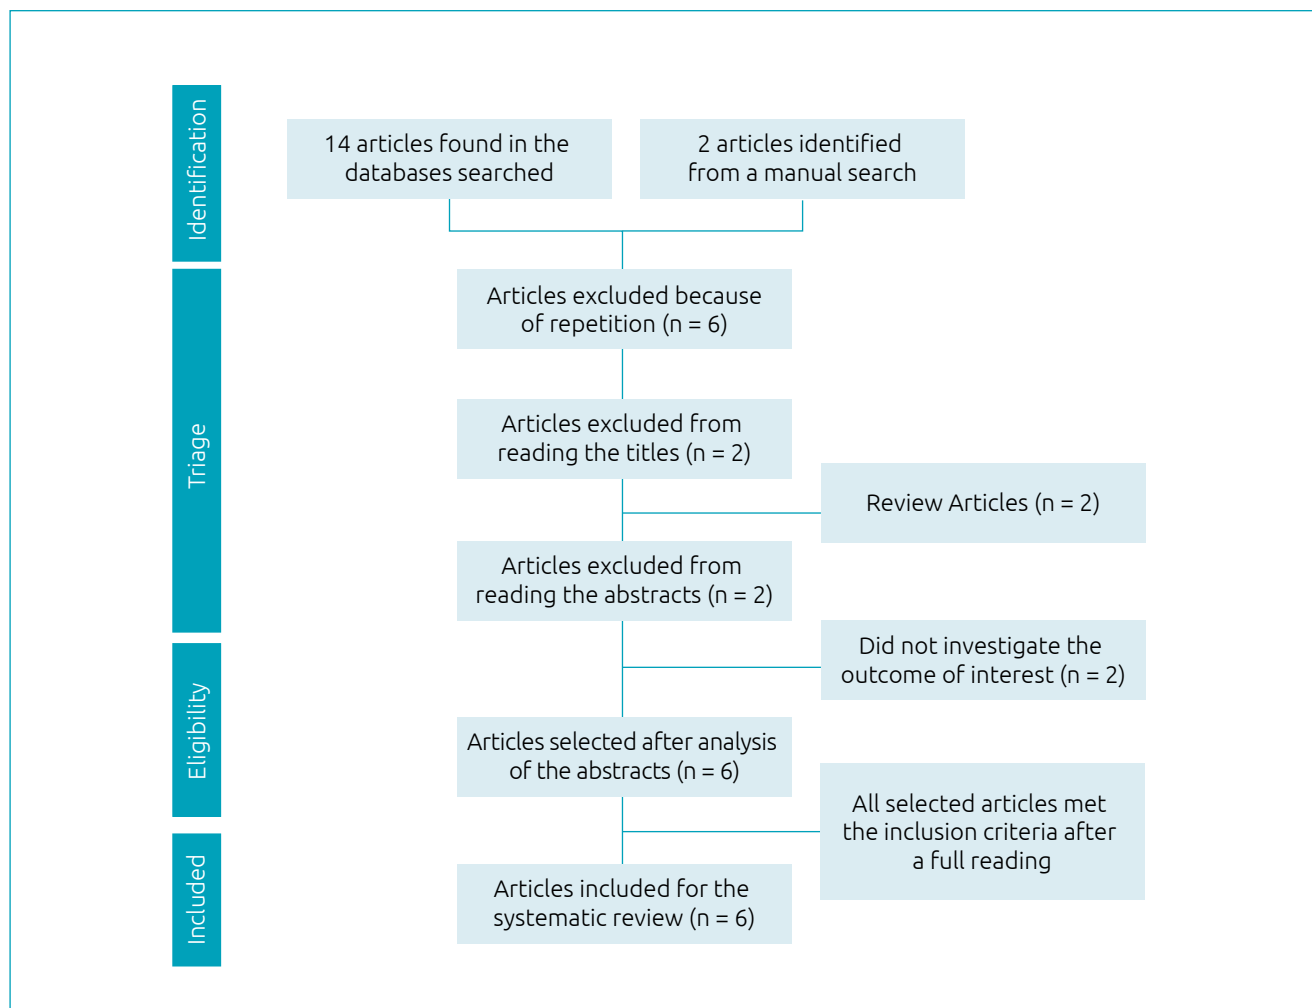 Identification
14 articles found in the
databases searched
2 articles identified
from a manual search
Triage
Articles excluded because
of repetition (n = 6)
Articles excluded from
reading the titles (n = 2)
Review Articles (n = 2)
Articles excluded from
reading the abstracts (n = 2)
Did not investigate the
outcome of interest (n = 2)
Eligibility
Articles selected after analysis
of the abstracts (n = 6)
All selected articles met
the inclusion criteria after
a full reading
Included
Articles included for the
systematic review (n = 6)